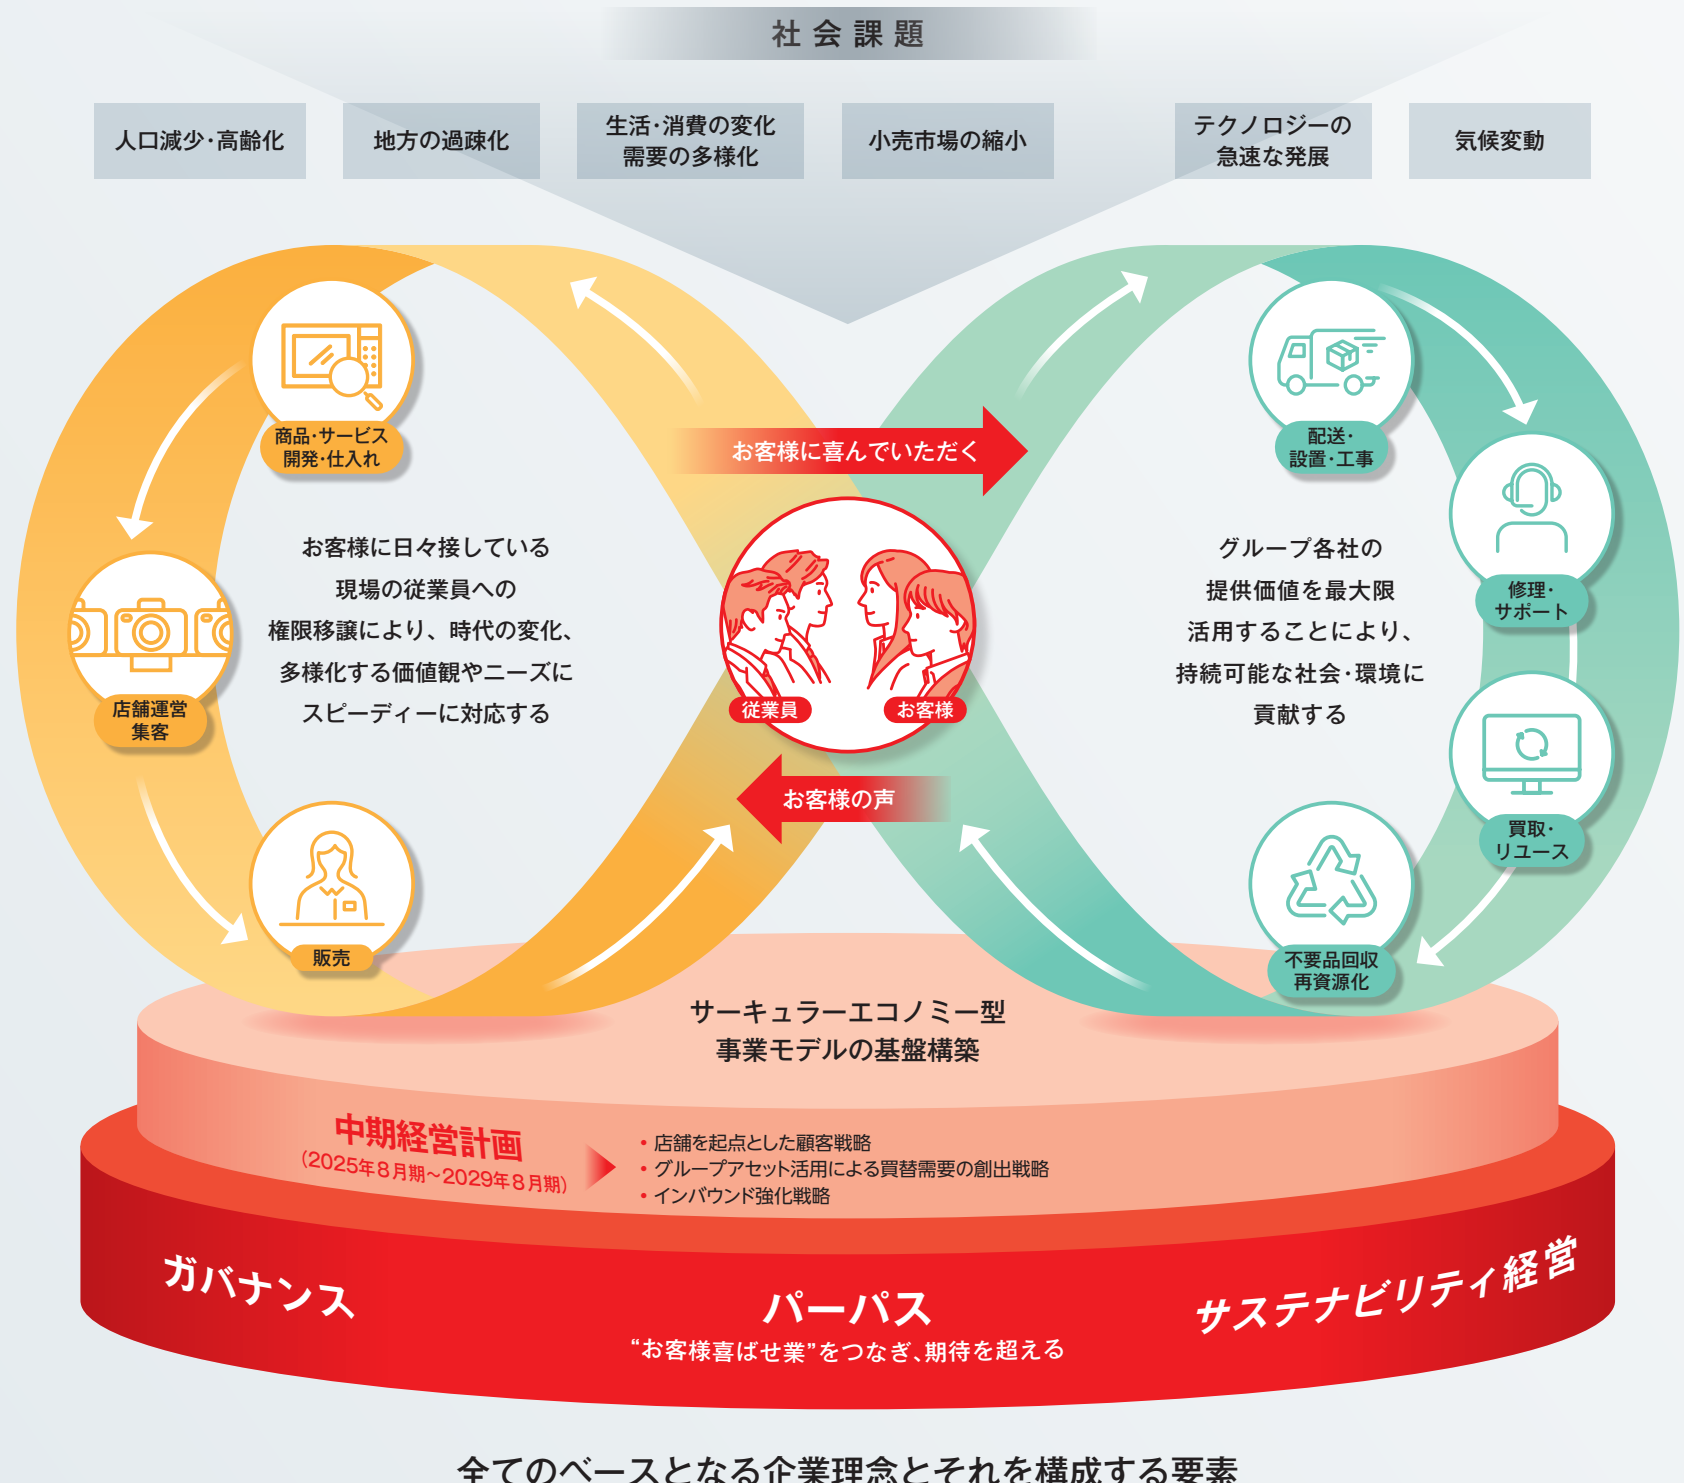 社会課題
人口減少・高齢化
地方の過疎化
生活・消費の変化
需要の多様化
小売市場の縮小
テクノロジーの
急速な発展
気候変動
商品・サービス
開発・仕入れ
お客様に喜んでいただく
配送・
設置・工事
お客様に日々接している
現場の従業員への
権限移譲により、時代の変化、
多様化する価値観やニーズに
スピーディーに対応する
グループ各社の
提供価値を最大限
活用することにより、
持続可能な社会・環境に
貢献する
修理・
サポート
店舗運営
集客
従業員
お客様
お客様の声
買取・
リユース
販売
不要品回収
再資源化
サーキュラーエコノミー型
事業モデルの基盤構築
中期経営計画
（2025年8月期～2029年8月期）
・店舗を起点とした顧客戦略
・グループアセット活用による買替需要の創出戦略
・インバウンド強化戦略
ガバナンス
パーパス
“お客様喜ばせ業”をつなぎ、期待を超える
サステナビリティ経営
全てのベースとなる企業理念とそれを構成する要素